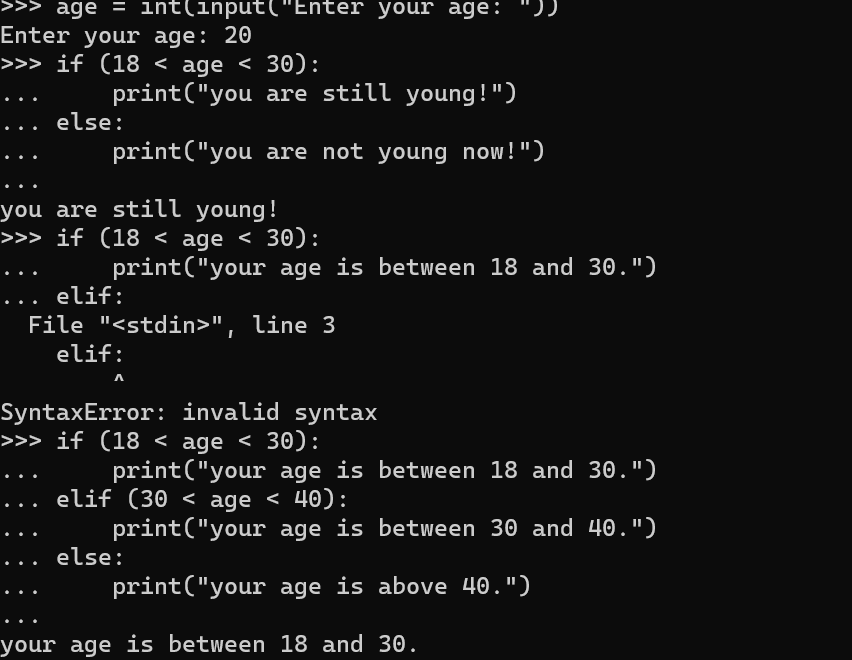 >>> age = int(input("Enter your age: "))
Enter your age: 20
>>> if (18 < age < 30):
...     print("you are still young!")
... else:
...     print("you are not young now!")
...
you are still young!
>>> if (18 < age < 30):
...     print("your age is between 18 and 30.")
... elif:
  File "<stdin>", line 3
    elif:
        ^
SyntaxError: invalid syntax
>>> if (18 < age < 30):
...     print("your age is between 18 and 30.")
... elif (30 < age < 40):
...     print("your age is between 30 and 40.")
... else:
...     print("your age is above 40.")
...
your age is between 18 and 30.